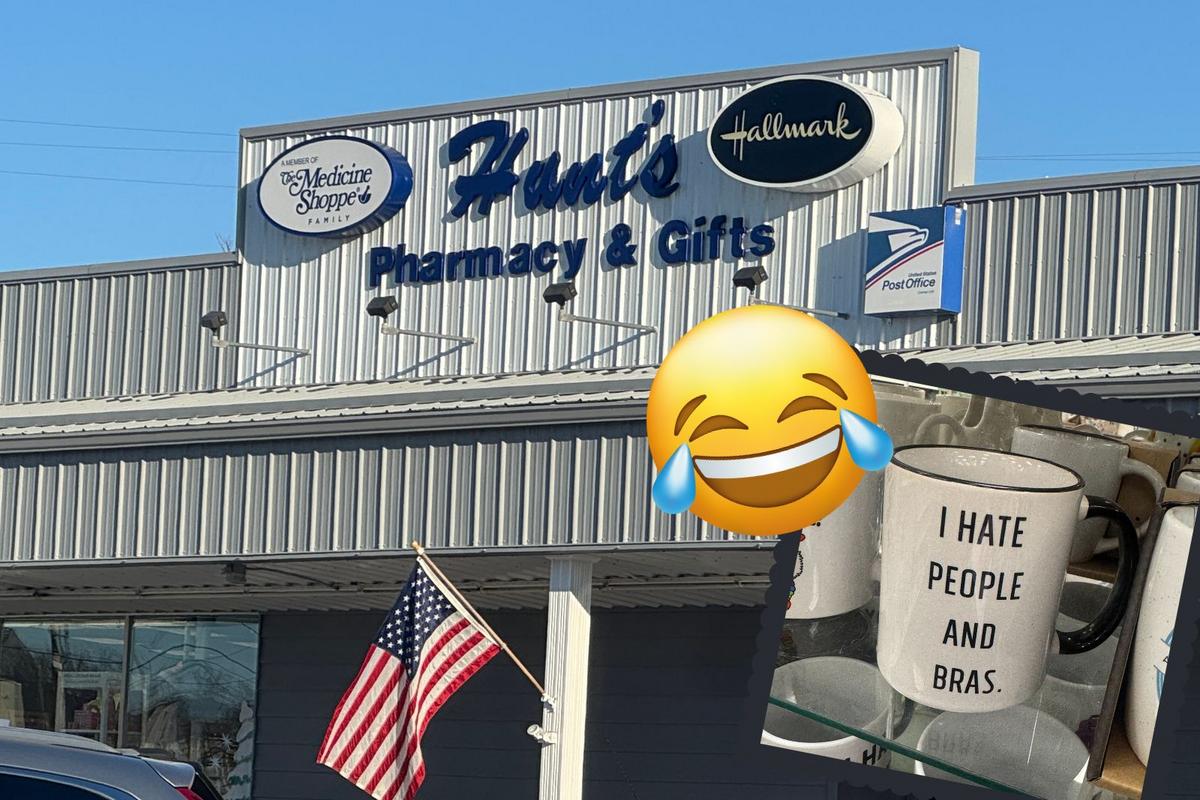 A MEMBER OF
The Medicine
Shoppe
FAMILY
Hunt's
Hallmark
Pharmacy & Gifts
United States
Post Office
I HATE
PEOPLE
AND
BRAS.